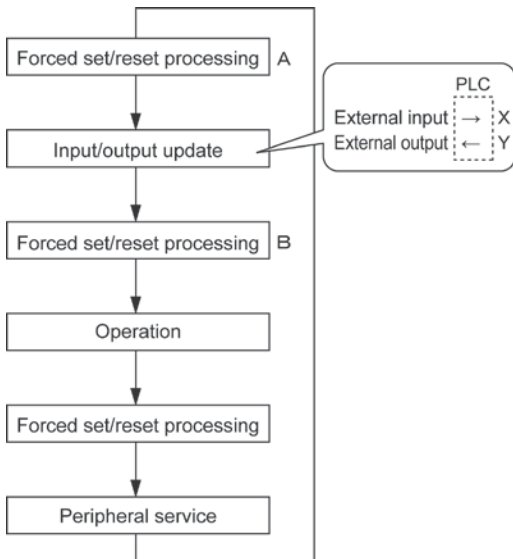 Forced set/reset processing A
PLC
External input → X
External output ← Y
Input/output update
Forced set/reset processing B
Operation
Forced set/reset processing
Peripheral service